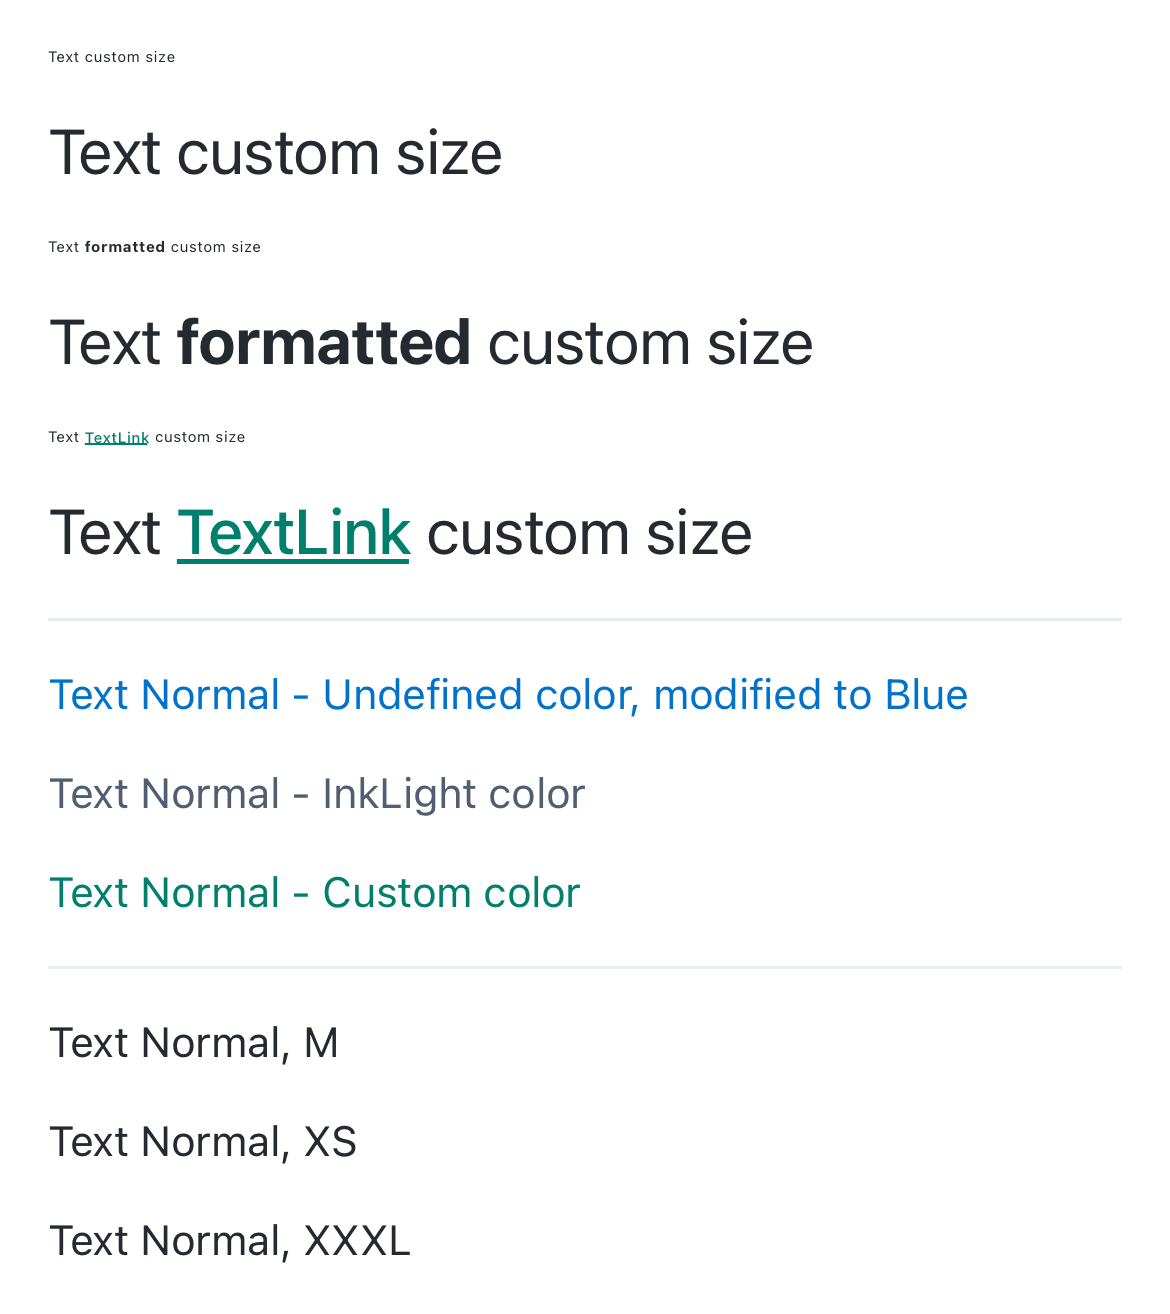 Text custom size
Text custom size
Text formatted custom size
Text formatted custom size
Text TextLink custom size
Text TextLink custom size
Text Normal - Undefined color, modified to Blue
Text Normal - InkLight color
Text Normal - Custom color
Text Normal, M
Text Normal, XS
Text Normal, XXXL